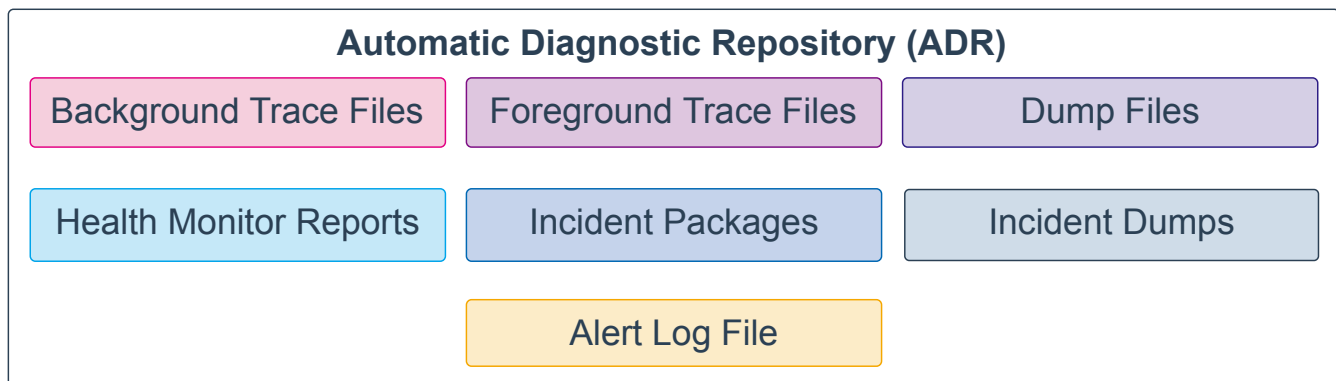 Automatic Diagnostic Repository (ADR)
Background Trace Files
Foreground Trace Files
Dump Files
Health Monitor Reports
Incident Packages
Incident Dumps
Alert Log File